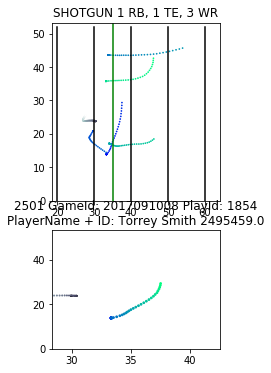 SHOTGUN 1 RB, 1 TE, 3 WR
50
40
30
20
10
0
20 30 40 50 60
2501 GameId: 2017091008 PlayId: 1854
PlayerName + ID: Torrey Smith 2495459.0
40
20
0
30 35 40